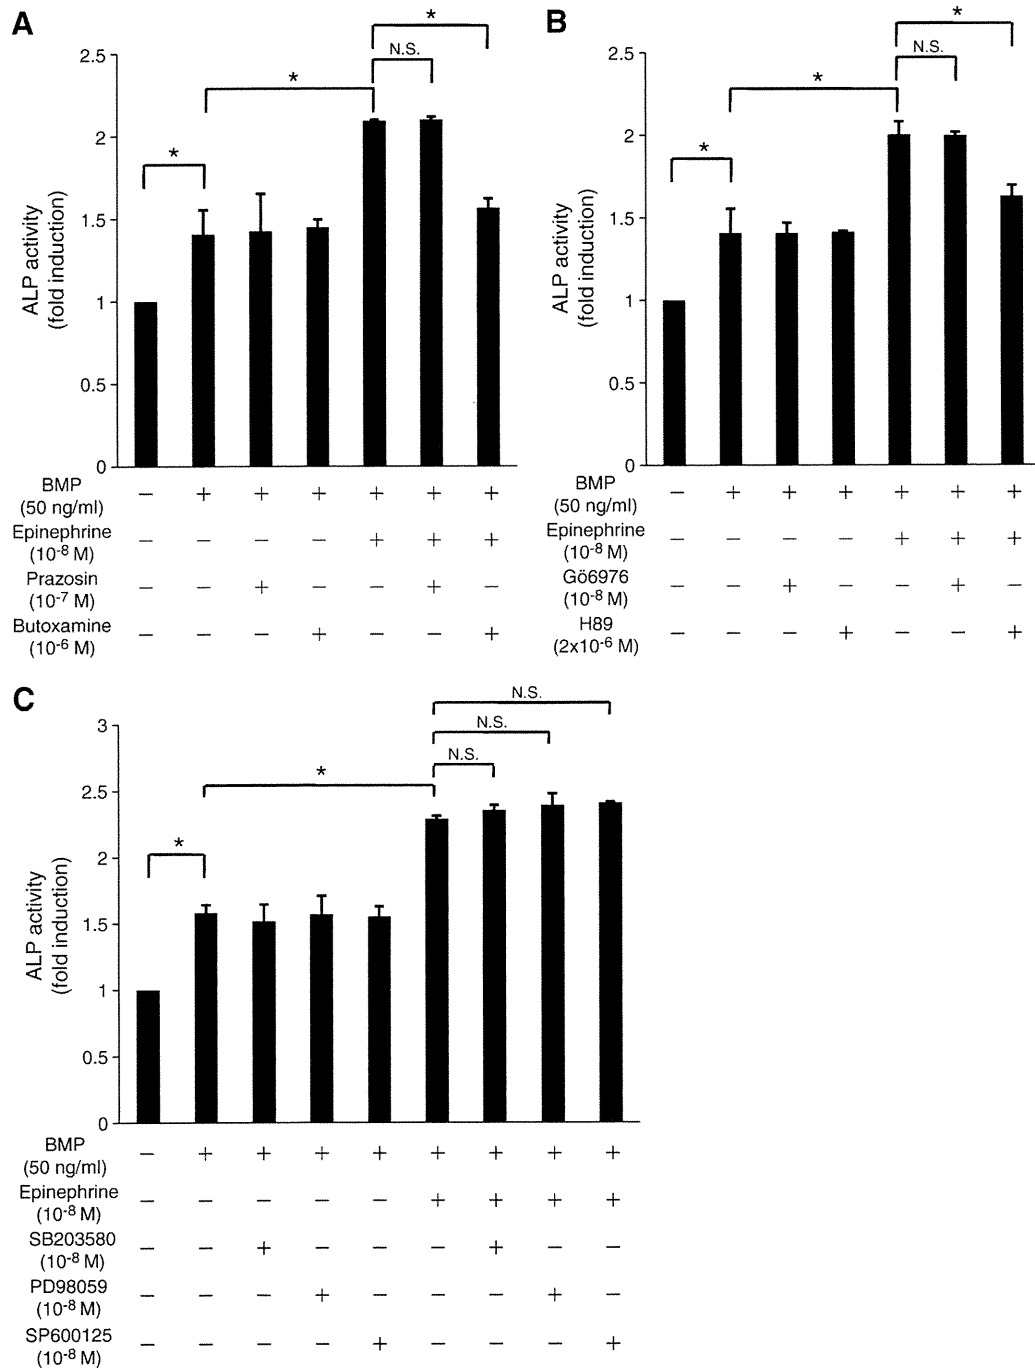 A
*
*
N.S.
*
2.5
2
1.5
1
0.5
0
ALP activity
(fold induction)
BMP
(50 ng/ml)
− + + + + + +
Epinephrine
(10-8 M)
− − − − + + +
Prazosin
(10-7 M)
− − + − − + −
Butoxamine
(10-6 M)
− − − + − − +
B
*
*
N.S.
*
2.5
2
1.5
1
0.5
0
ALP activity
(fold induction)
BMP
(50 ng/ml)
− + + + + + +
Epinephrine
(10-8 M)
− − − − + + +
Gö6976
(10-8 M)
− − + − − + −
H89
(2x10-6 M)
− − − + − − +
C
N.S.
N.S.
N.S.
*
*
3
2.5
2
1.5
1
0.5
0
ALP activity
(fold induction)
BMP
(50 ng/ml)
− + + + + + + + +
Epinephrine
(10-8 M)
− − − − − + + + +
SB203580
(10-8 M)
− − + − − − + − −
PD98059
(10-8 M)
− − − + − − − + −
SP600125
(10-8 M)
− − − − + − − − +